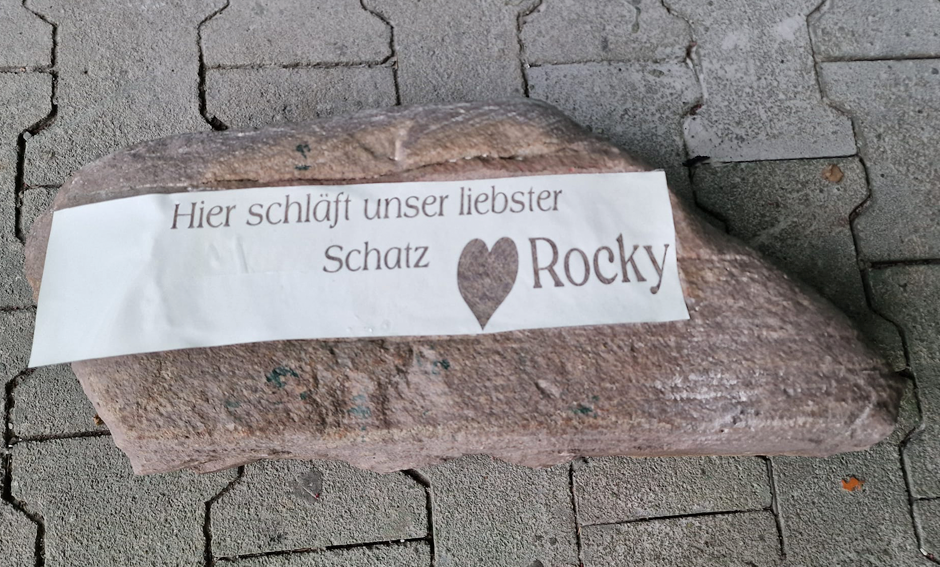 Hier schläft unser liebster
Schatz ♥ Rocky